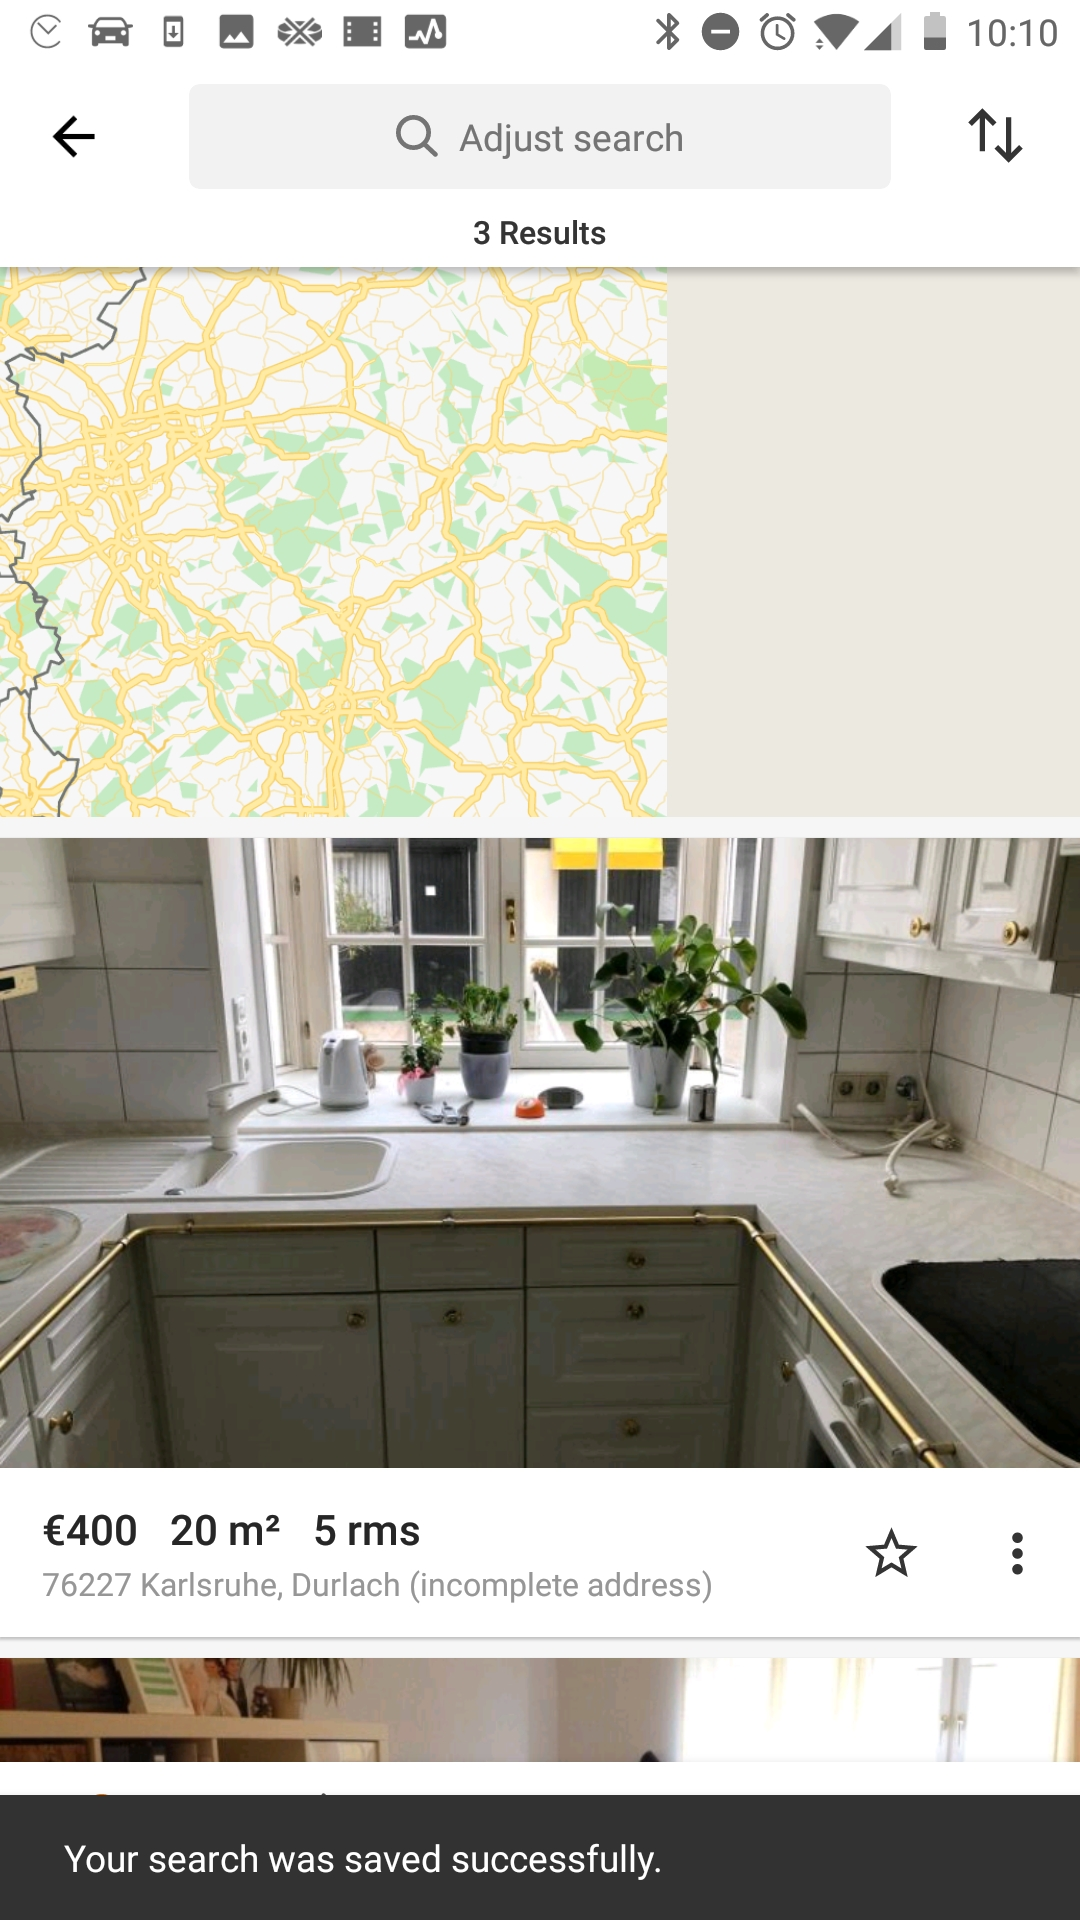 10:10
Adjust search
3 Results
€400 20 m² 5 rms
76227 Karlsruhe, Durlach (incomplete address)
Your search was saved successfully.